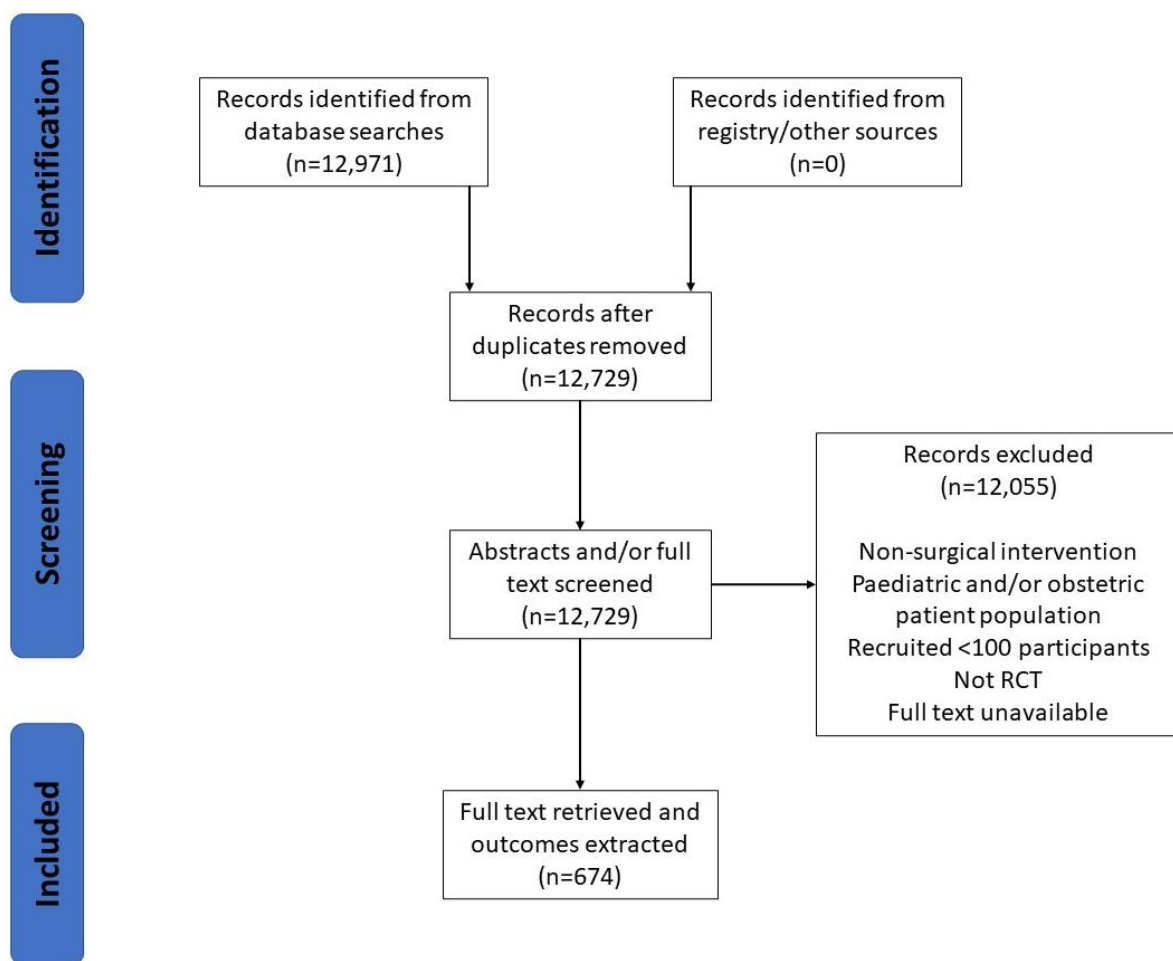 Identification
Records identified from
database searches
(n=12,971)
Records identified from
registry/other sources
(n=0)
Records after
duplicates removed
(n=12,729)
Screening
Abstracts and/or full
text screened
(n=12,729)
Records excluded
(n=12,055)
Non-surgical intervention
Paediatric and/or obstetric
patient population
Recruited <100 participants
Not RCT
Full text unavailable
Included
Full text retrieved and
outcomes extracted
(n=674)